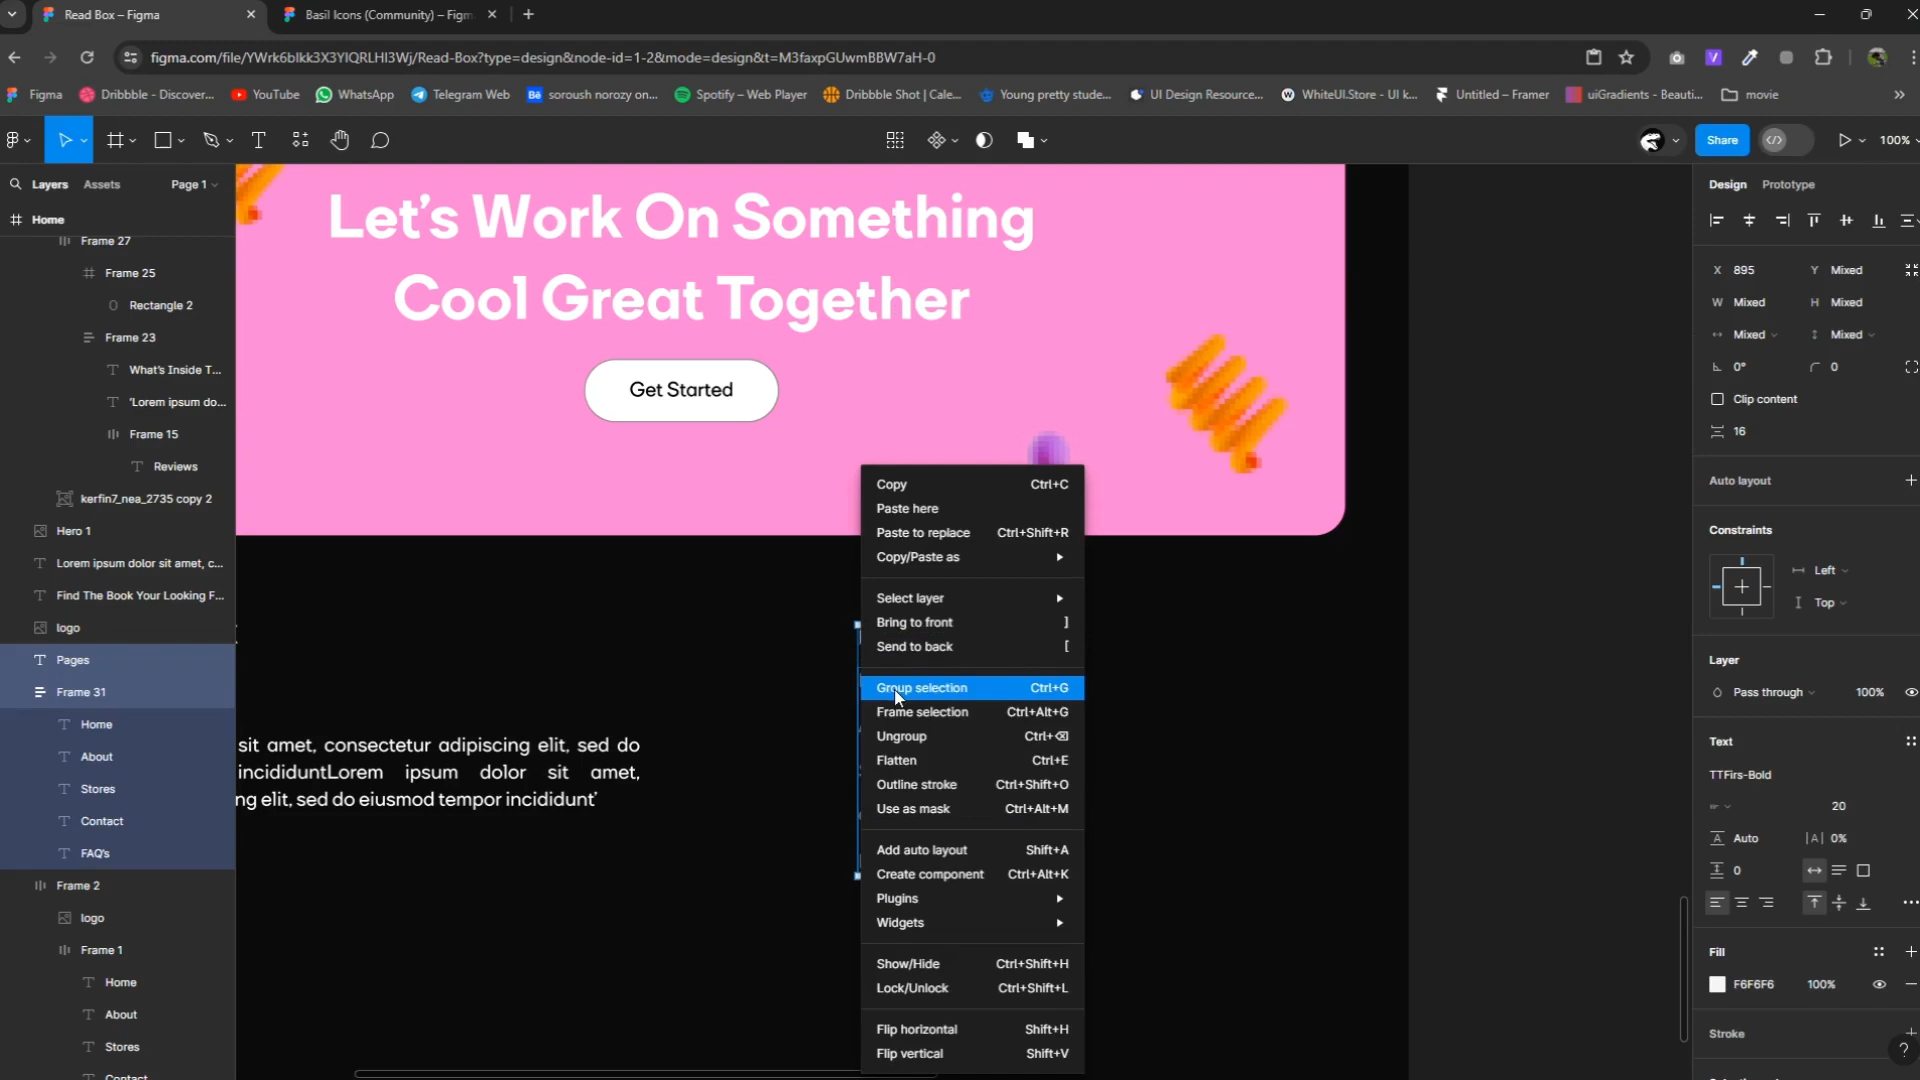 Read Box – Figma
Basil Icons (Community) – Figm
figma.com/file/YWrk6blkk3X3YIQRLHI3Wj/Read-Box?type=design&node-id=1-2&mode=design&t=M3faxpGUwmBBW7aH-0
Figma
Dribbble - Discover...
YouTube
WhatsApp
Telegram Web
soroush norozy on...
Spotify – Web Player
Dribbble Shot | Cale...
Young pretty stude...
UI Design Resource...
WhiteUI.Store - UI k...
Untitled – Framer
uiGradients - Beauti...
movie
Share
100%
Layers
Assets
Page 1
Home
Frame 27
Frame 25
Rectangle 2
Frame 23
What's Inside T...
'Lorem ipsum do...
Frame 15
Reviews
kerfin7_nea_2735 copy 2
Hero 1
Lorem ipsum dolor sit amet, c...
Find The Book Your Looking F...
logo
Pages
Frame 31
Home
About
Stores
Contact
FAQ's
Frame 2
logo
Frame 1
Home
About
Stores
Contact
Let's Work On Something
Cool Great Together
Get Started
sit amet, consectetur adipiscing elit, sed do
incididuntLorem ipsum dolor sit amet,
ng elit, sed do eiusmod tempor incididunt'
Copy Ctrl+C
Paste here
Paste to replace Ctrl+Shift+R
Copy/Paste as
Select layer
Bring to front ]
Send to back [
Group selection Ctrl+G
Frame selection Ctrl+Alt+G
Ungroup Ctrl+⌫
Flatten Ctrl+E
Outline stroke Ctrl+Shift+O
Use as mask Ctrl+Alt+M
Add auto layout Shift+A
Create component Ctrl+Alt+K
Plugins
Widgets
Show/Hide Ctrl+Shift+H
Lock/Unlock Ctrl+Shift+L
Flip horizontal Shift+H
Flip vertical Shift+V
Design
Prototype
X 895 Y Mixed
W Mixed H Mixed
Mixed Mixed
0° 0
Clip content
16
Auto layout
Constraints
Left
Top
Layer
Pass through 100%
Text
TTFirs-Bold
20
Auto 0%
0
Fill
F6F6F6 100%
Stroke
?